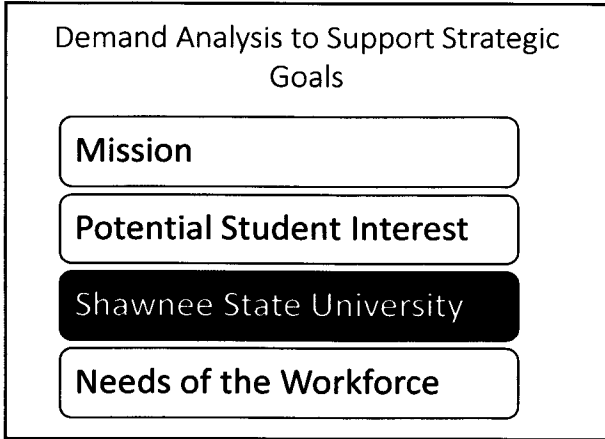 Demand Analysis to Support Strategic
Goals
Mission
Potential Student Interest
Shawnee State University
Needs of the Workforce